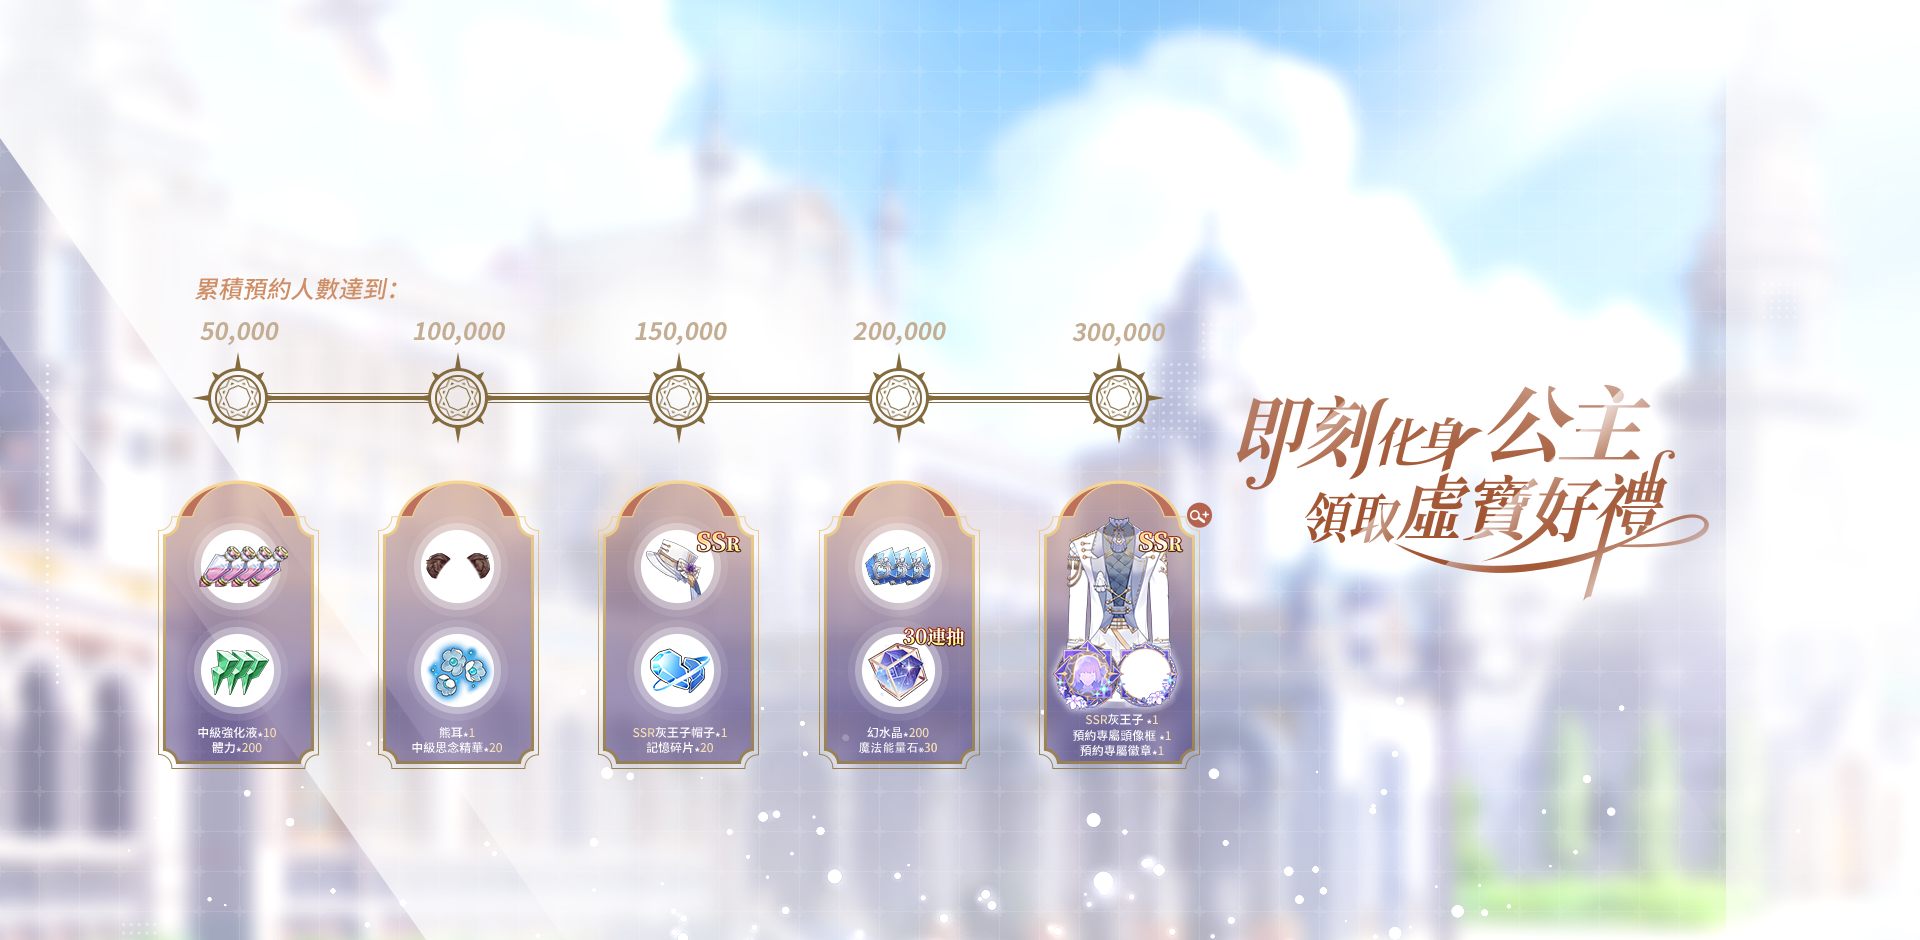 累積預約人數達到：
50,000
100,000
150,000
200,000
300,000
中級強化液*10
體力*200
熊耳*1
中級思念精華*20
SSR
SSR灰王子帽子*1
記憶碎片*20
30連抽
幻水晶*200
魔法能量石*30
SSR
SSR灰王子 *1
預約專屬頭像框 *1
預約專屬徽章*1
即刻化身公主
領取虛寶好禮